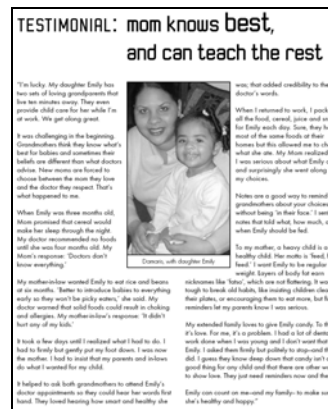 TESTIMONIAL: mom knows best,
and can teach the rest
"I'm lucky. My daughter Emily has
two sets of loving grandparents that
live ten minutes away. They even
provide child care for her while I'm
at work. We get along great.
It was challenging in the beginning.
Grandmothers think they know what's
best for babies and sometimes their
beliefs are different than what doctors
advise. New moms are forced to
choose between the mom they love
and the doctor they respect. That's
what happened to me.
When Emily was three months old,
Mom promised that cereal would
make her sleep through the night.
My doctor recommended no foods
until she was four months old. My
Mom's response: 'Doctors don't
know everything.'
My mother-in-law wanted Emily to eat rice and beans
at six months. 'Better to introduce babies to everything
early so they won't be picky eaters,' she said. My
doctor warned that solid foods could result in choking
and allergies. My mother-in-law's response: 'It didn't
hurt any of my kids.'
It took a few days until I realized what I had to do. I
had to firmly but gently put my foot down. I was now
the mother. I had to insist that my parents and in-laws
do what I wanted for my child.
It helped to ask both grandmothers to attend Emily's
doctor appointments so they could hear her words first
hand. They loved hearing how smart and healthy she
Damaris, with daughter Emily
was; that added credibility to the
doctor's words.
When I returned to work, I pack
all the food, cereal, juice and sn
for Emily each day. Sure, they h
most of the same foods at their
homes but this allowed me to ch
what she ate. My Mom realized
I was serious about what Emily
and surprisingly she went along
my choices.
Notes are a good way to remind
grandmothers about your choices
without being 'in their face.' I sen
notes that told what, how much, a
when Emily should be fed.
To my mother, a heavy child is a
healthy child. Her motto is 'feed,
feed.' I want Emily to be regular
weight. Layers of body fat earn
nicknames like 'fatso', which are not flattering. It was
tough to break old habits, like insisting children clea
their plates, or encouraging them to eat more, but fr
reminders let my parents know I was serious.
My extended family loves to give Emily candy. To th
it's love. For me, it's a problem. I had a lot of denta
work done when I was young and I don't want that
Emily. I asked them firmly but politely to stop-and th
did. I guess they know deep down that candy isn't a
good thing for any child and that there are other wa
to show love. They just need reminders now and the
Emily can count on me-and my family- to make su
she's healthy and happy."